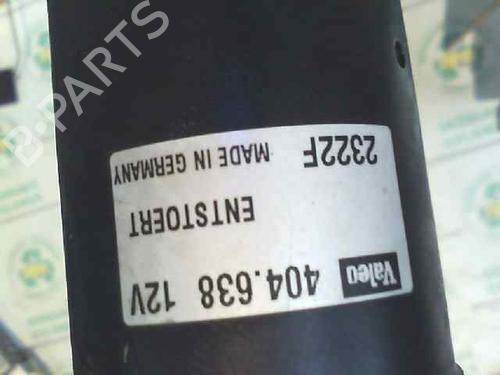 Valeo 404.638 12V
ENTSTOERT
MADE IN GERMANY 2322F
B-PARTS